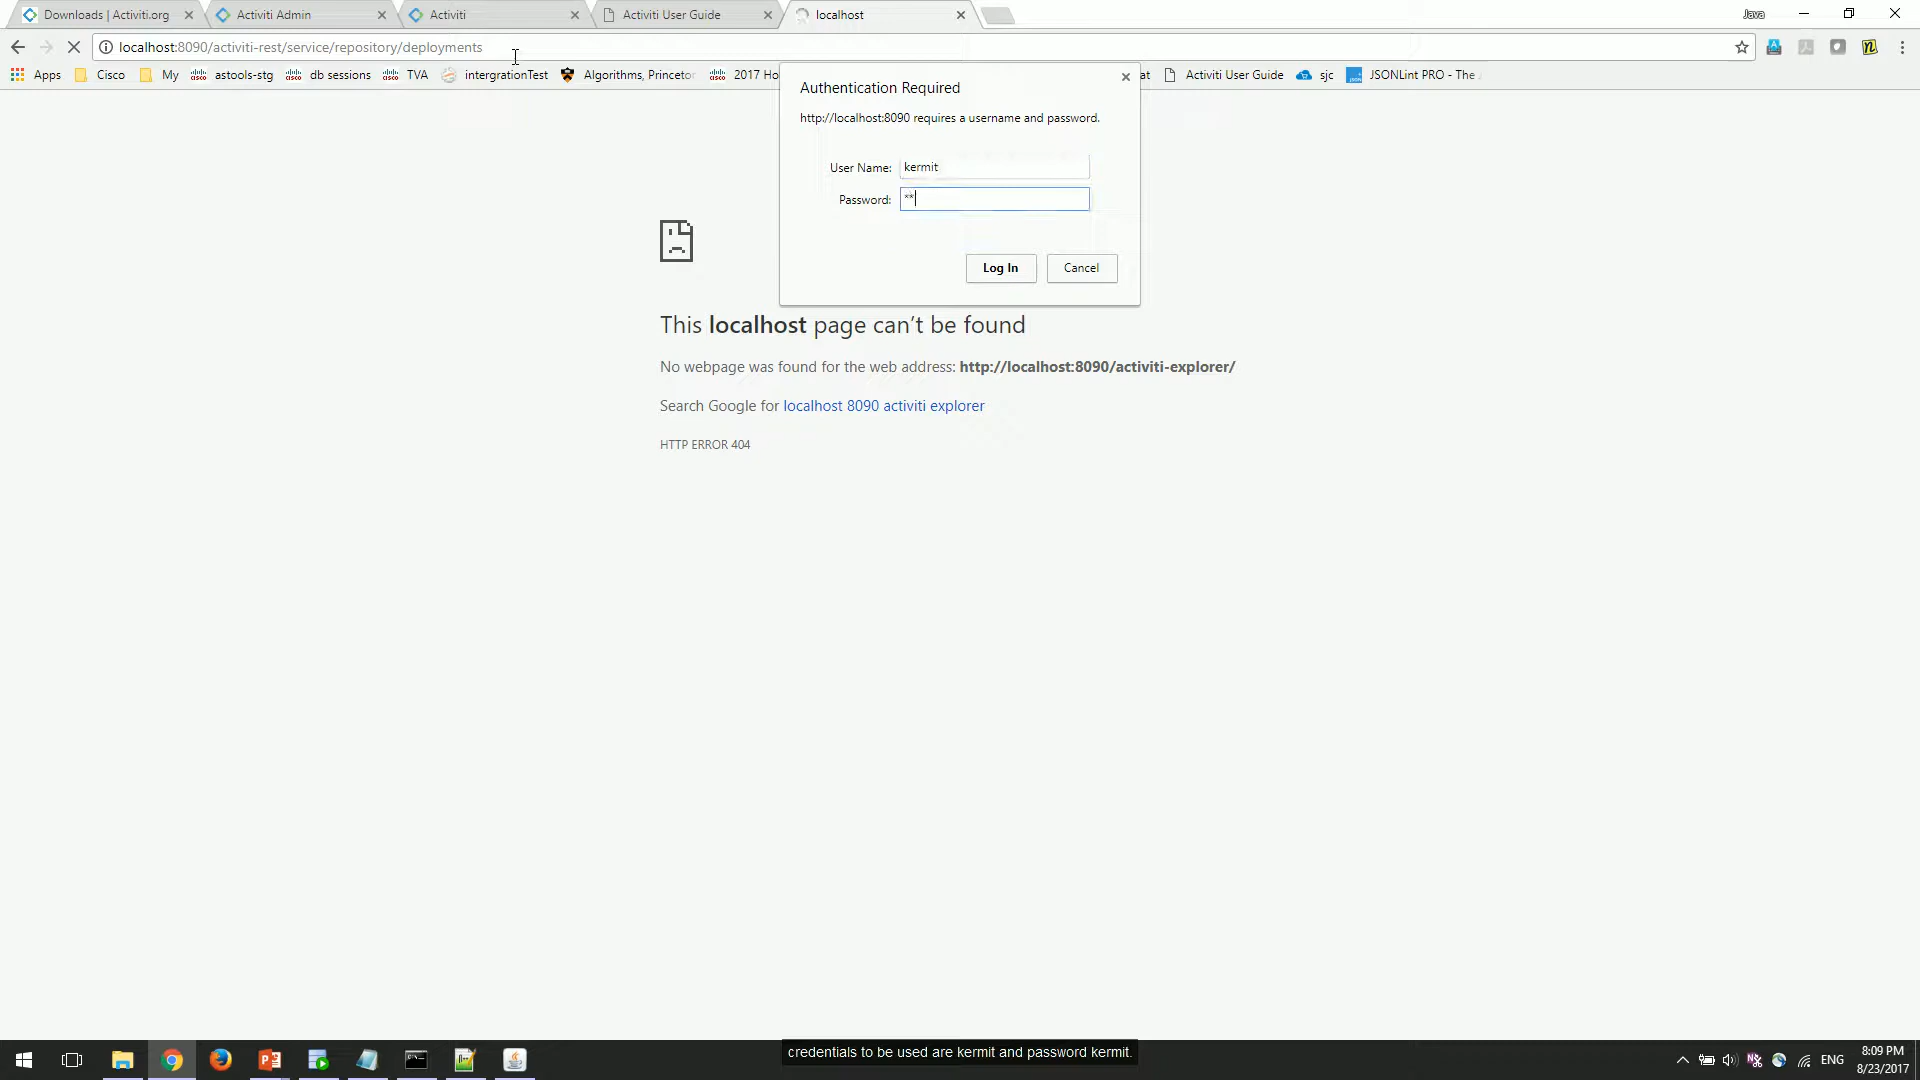 Downloads | Activiti.org
Activiti Admin
Activiti
Activiti User Guide
localhost
Java
localhost:8090/activiti-rest/service/repository/deployments
Apps
Cisco
My
astools-stg
db sessions
TVA
intergrationTest
Algorithms, Princeto
2017 Ho
at
Activiti User Guide
sjc
JSONLint PRO - The
Authentication Required
http://localhost:8090 requires a username and password.
User Name: kermit
Password: **
Log In
Cancel
This localhost page can’t be found
No webpage was found for the web address: http://localhost:8090/activiti-explorer/
Search Google for localhost 8090 activiti explorer
HTTP ERROR 404
credentials to be used are kermit and password kermit.
ENG
8:09 PM
8/23/2017